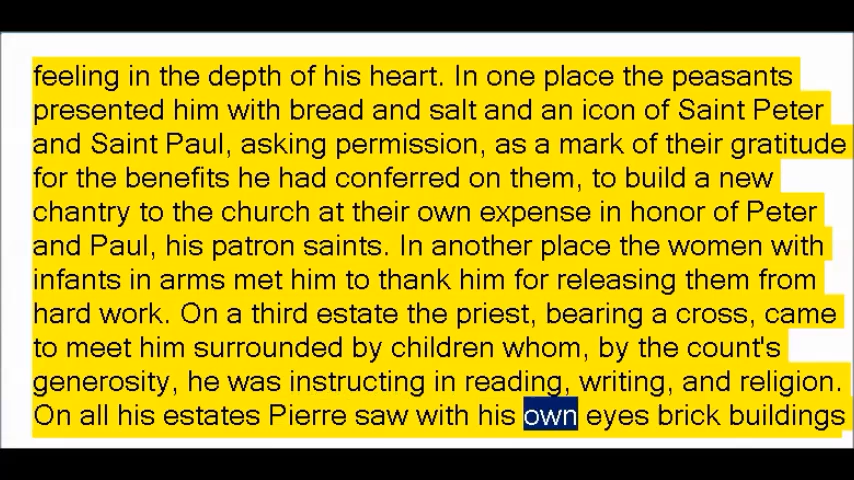 feeling in the depth of his heart. In one place the peasants
presented him with bread and salt and an icon of Saint Peter
and Saint Paul, asking permission, as a mark of their gratitude
for the benefits he had conferred on them, to build a new
chantry to the church at their own expense in honor of Peter
and Paul, his patron saints. In another place the women with
infants in arms met him to thank him for releasing them from
hard work. On a third estate the priest, bearing a cross, came
to meet him surrounded by children whom, by the count's
generosity, he was instructing in reading, writing, and religion.
On all his estates Pierre saw with his own eyes brick buildings